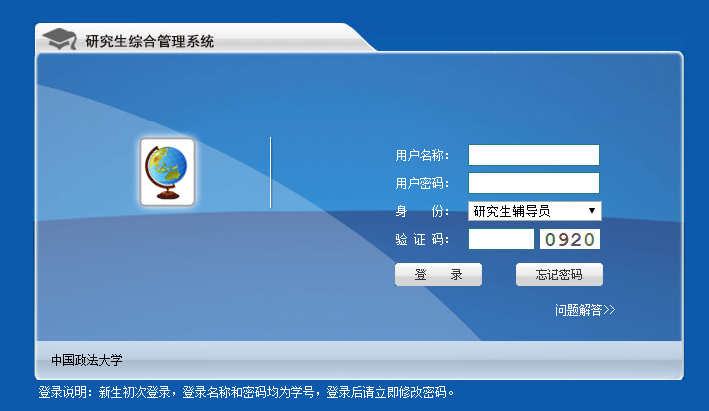 研究生综合管理系统
用户名称：
用户密码：
身 份： 研究生辅导员
验 证 码： 0920
登 录 忘记密码
问题解答>>
中国政法大学
登录说明：新生初次登录，登录名称和密码均为学号，登录后请立即修改密码。